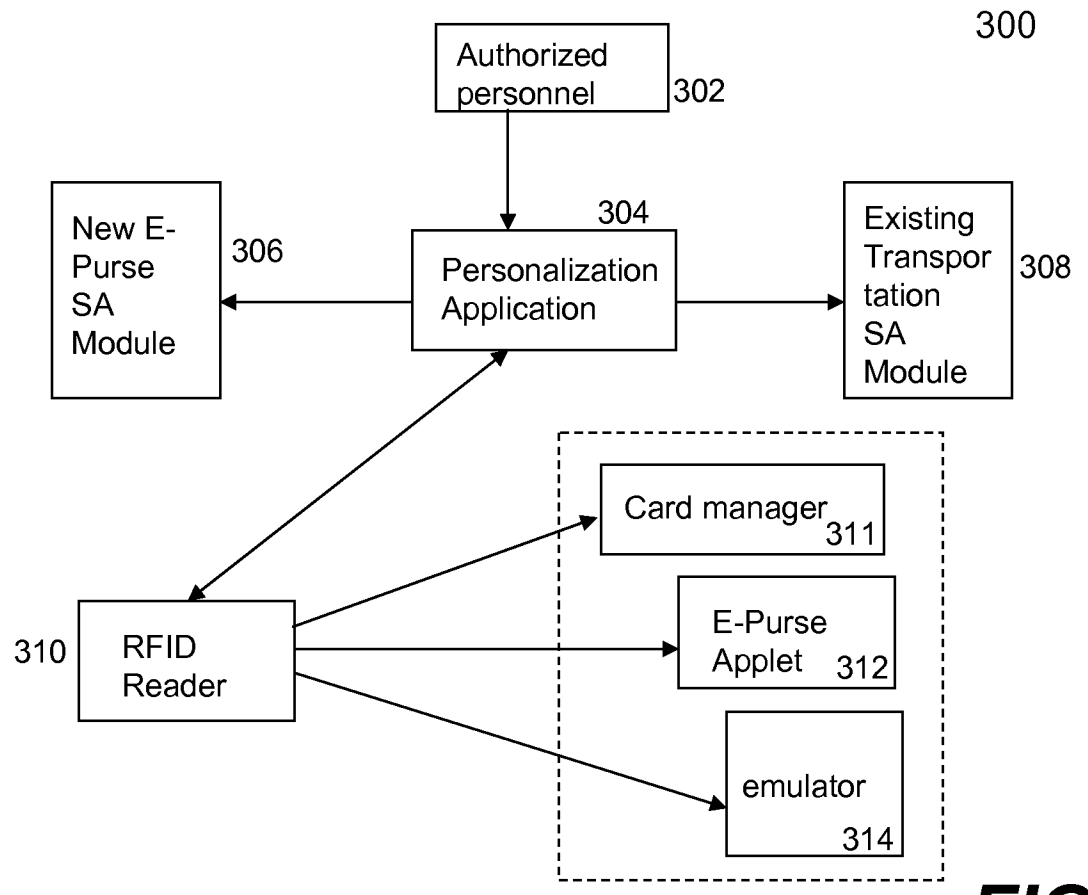 300
Authorized
personnel
302
304
New E-
Purse
SA
Module
306
Personalization
Application
Existing
Transpor
tation
SA
Module
308
Card manager
311
E-Purse
Applet
312
310
RFID
Reader
emulator
314